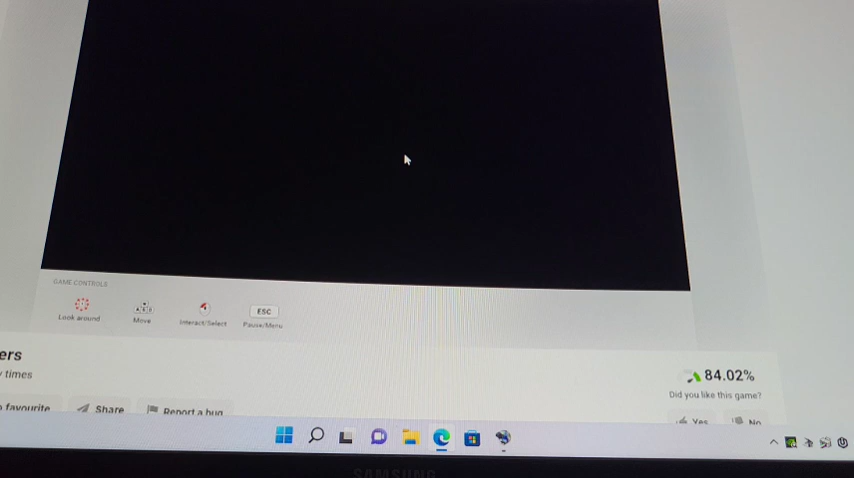 GAME CONTROLS
Look around
Move
Interact/Select
ESC
Pause/Menu
ers
times
84.02%
Did you like this game?
favourite
Share
Report a bug
Yes
No
SAMSUNG